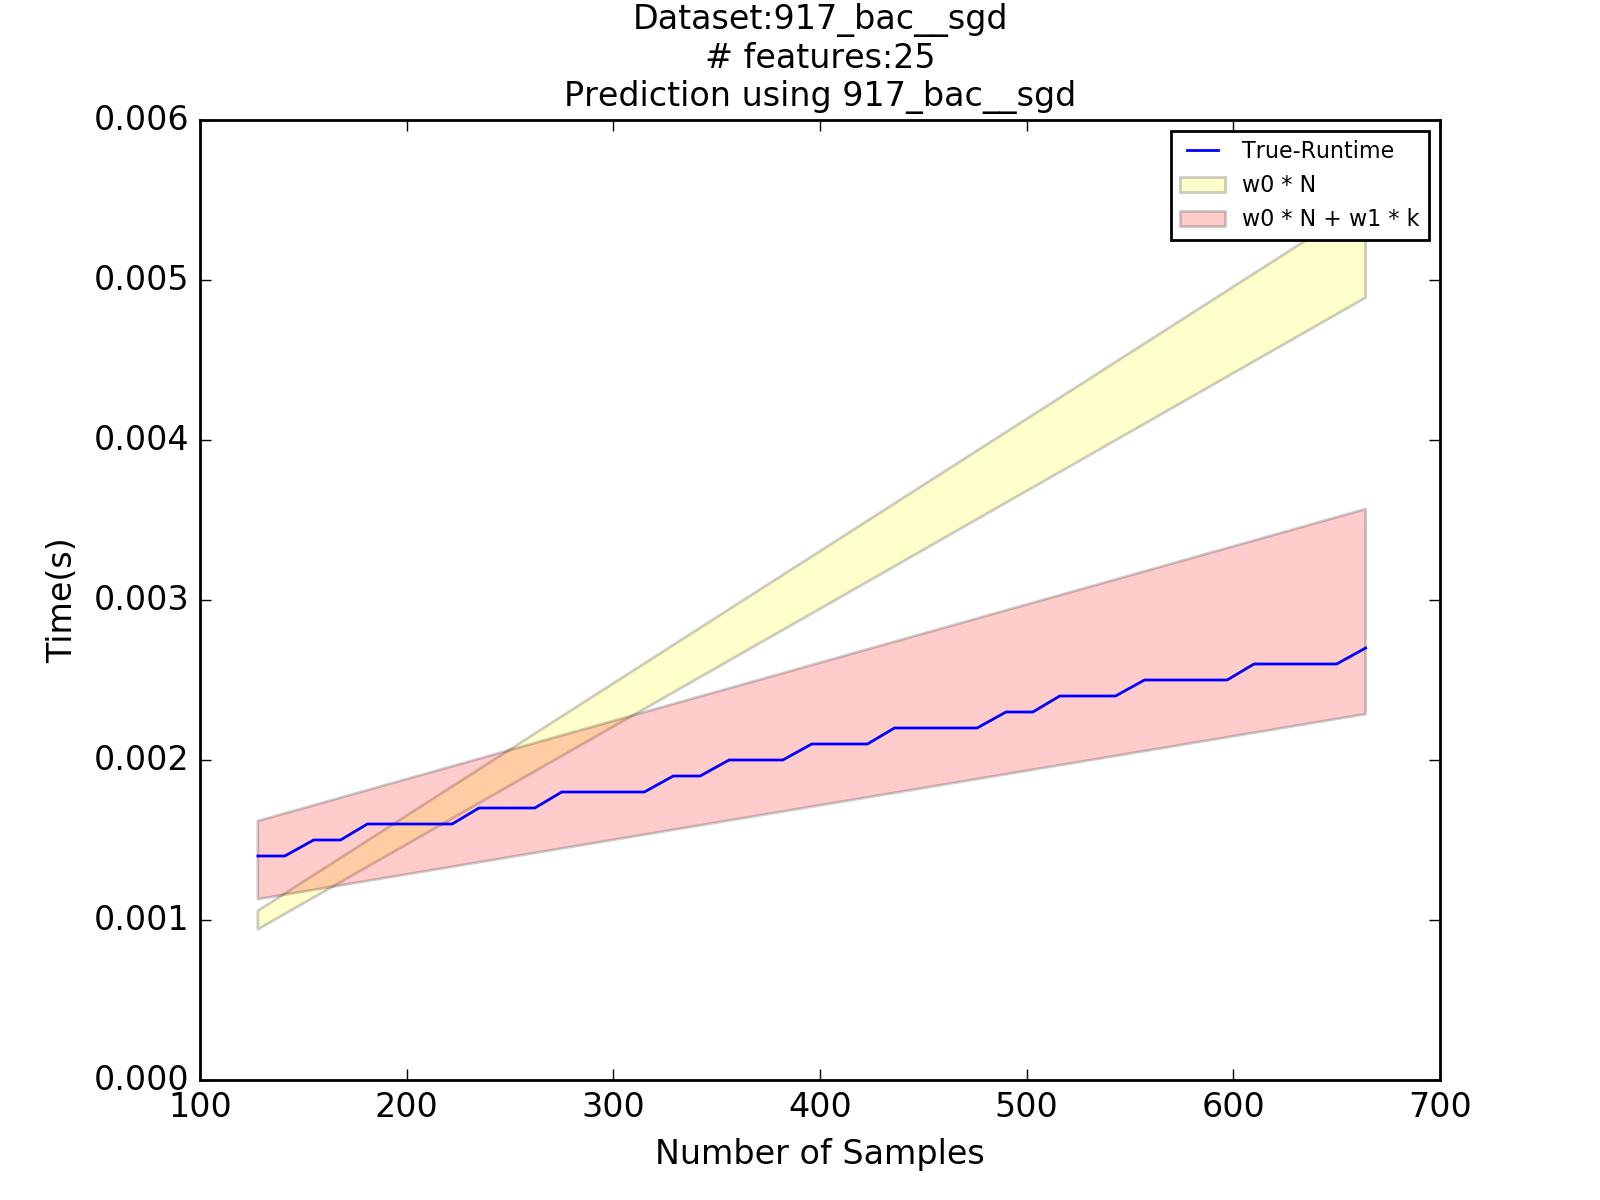 Dataset:917_bac__sgd
# features:25
Prediction using 917_bac__sgd
0.006
0.005
0.004
0.003
0.002
0.001
0.000
Time(s)
True-Runtime
w0 * N
w0 * N + w1 * k
100 200 300 400 500 600 700
Number of Samples